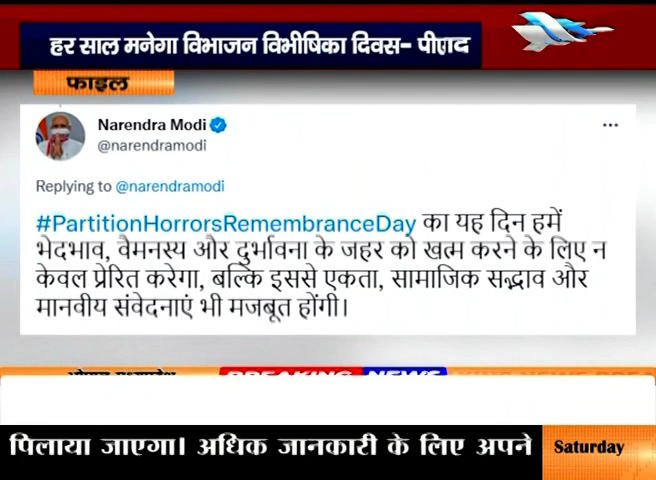 हर साल मनेगा विभाजन विभीषिका दिवस- पीएम
फाइल
Narendra Modi
@narendramodi
Replying to @narendramodi
#PartitionHorrorsRemembranceDay का यह दिन हमें
भेदभाव, वैमनस्य और दुर्भावना के जहर को खत्म करने के लिए न
केवल प्रेरित करेगा, बल्कि इससे एकता, सामाजिक सद्भाव और
मानवीय संवेदनाएं भी मजबूत होंगी।
BREAKING NEWS
पिलाया जाएगा। अधिक जानकारी के लिए अपने
Saturday